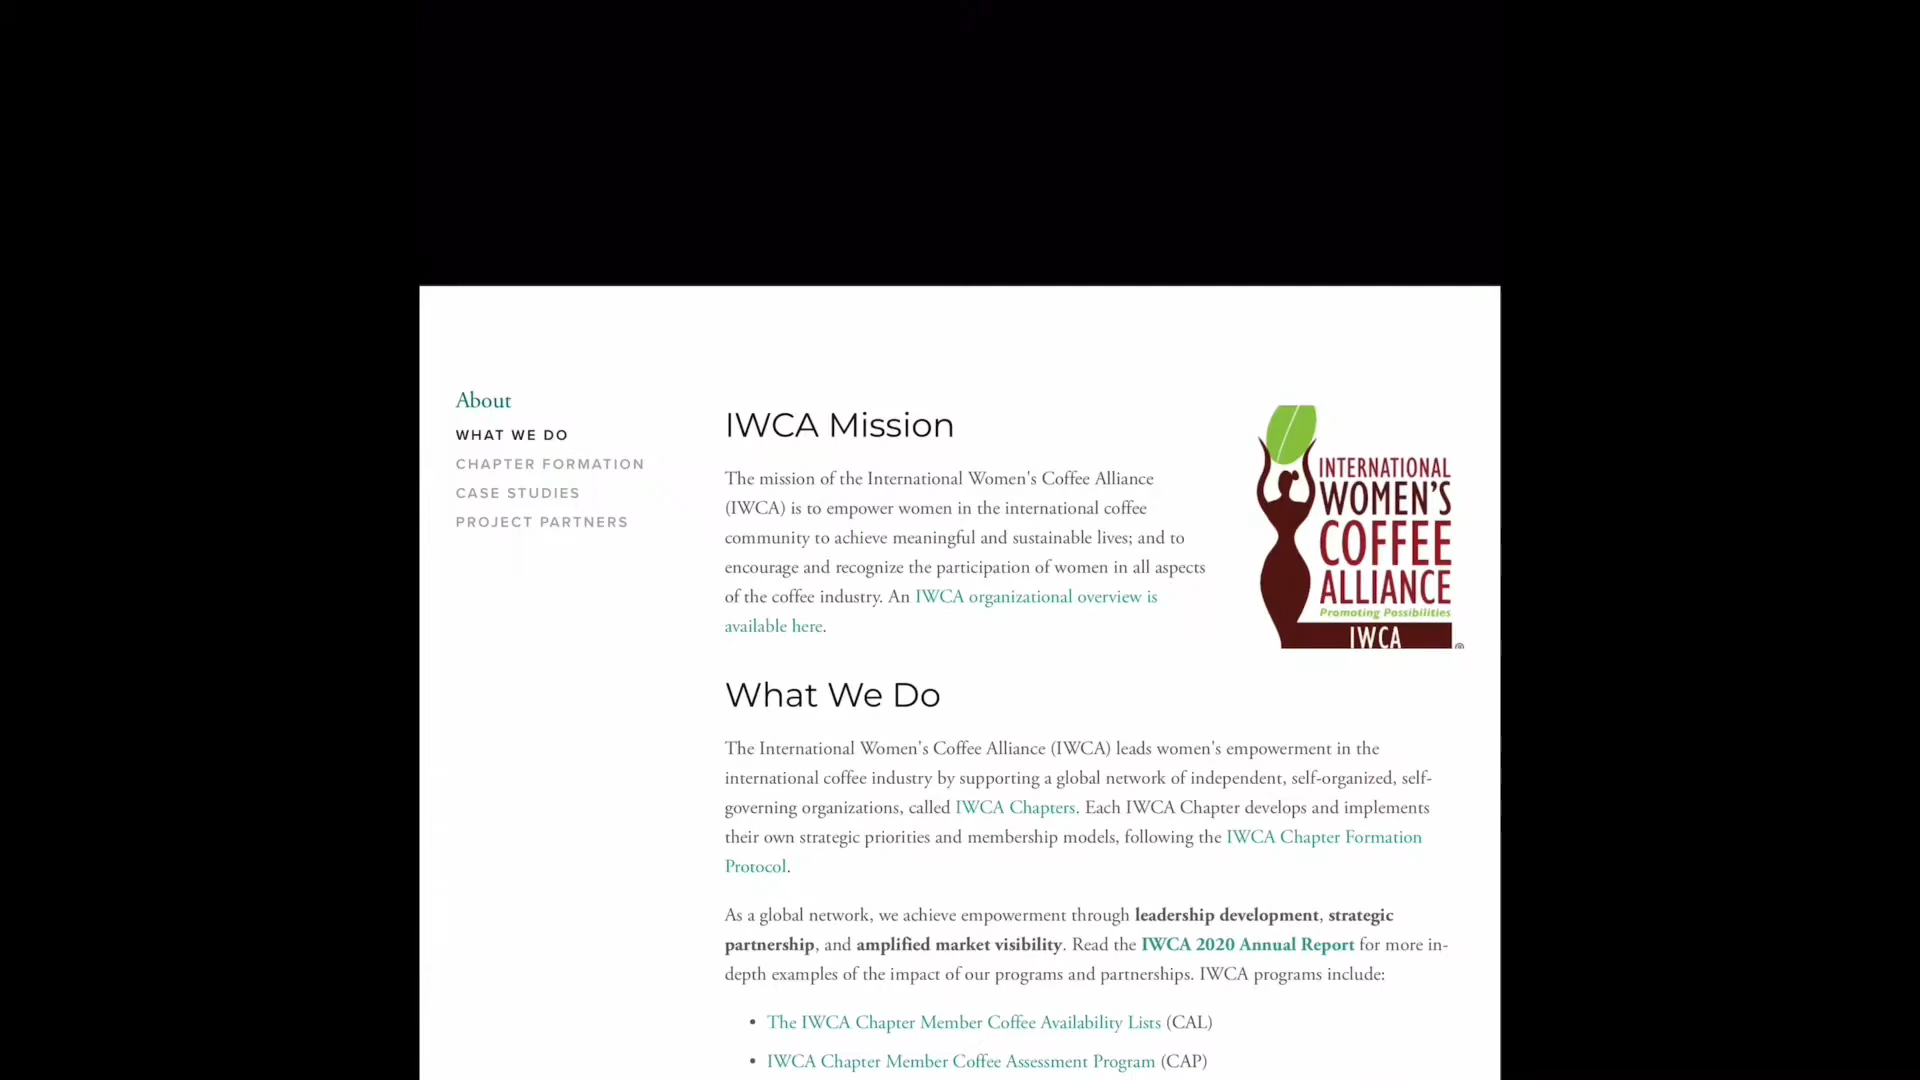 About
WHAT WE DO
CHAPTER FORMATION
CASE STUDIES
PROJECT PARTNERS
IWCA Mission
The mission of the International Women's Coffee Alliance
(IWCA) is to empower women in the international coffee
community to achieve meaningful and sustainable lives; and to
encourage and recognize the participation of women in all aspects
of the coffee industry. An IWCA organizational overview is
available here.
INTERNATIONAL
WOMEN'S
COFFEE
ALLIANCE
Promoting Possibilities
IWCA
®
What We Do
The International Women's Coffee Alliance (IWCA) leads women's empowerment in the
international coffee industry by supporting a global network of independent, self-organized, self-
governing organizations, called IWCA Chapters. Each IWCA Chapter develops and implements
their own strategic priorities and membership models, following the IWCA Chapter Formation
Protocol.
As a global network, we achieve empowerment through leadership development, strategic
partnership, and amplified market visibility. Read the IWCA 2020 Annual Report for more in-
depth examples of the impact of our programs and partnerships. IWCA programs include:
• The IWCA Chapter Member Coffee Availability Lists (CAL)
• IWCA Chapter Member Coffee Assessment Program (CAP)